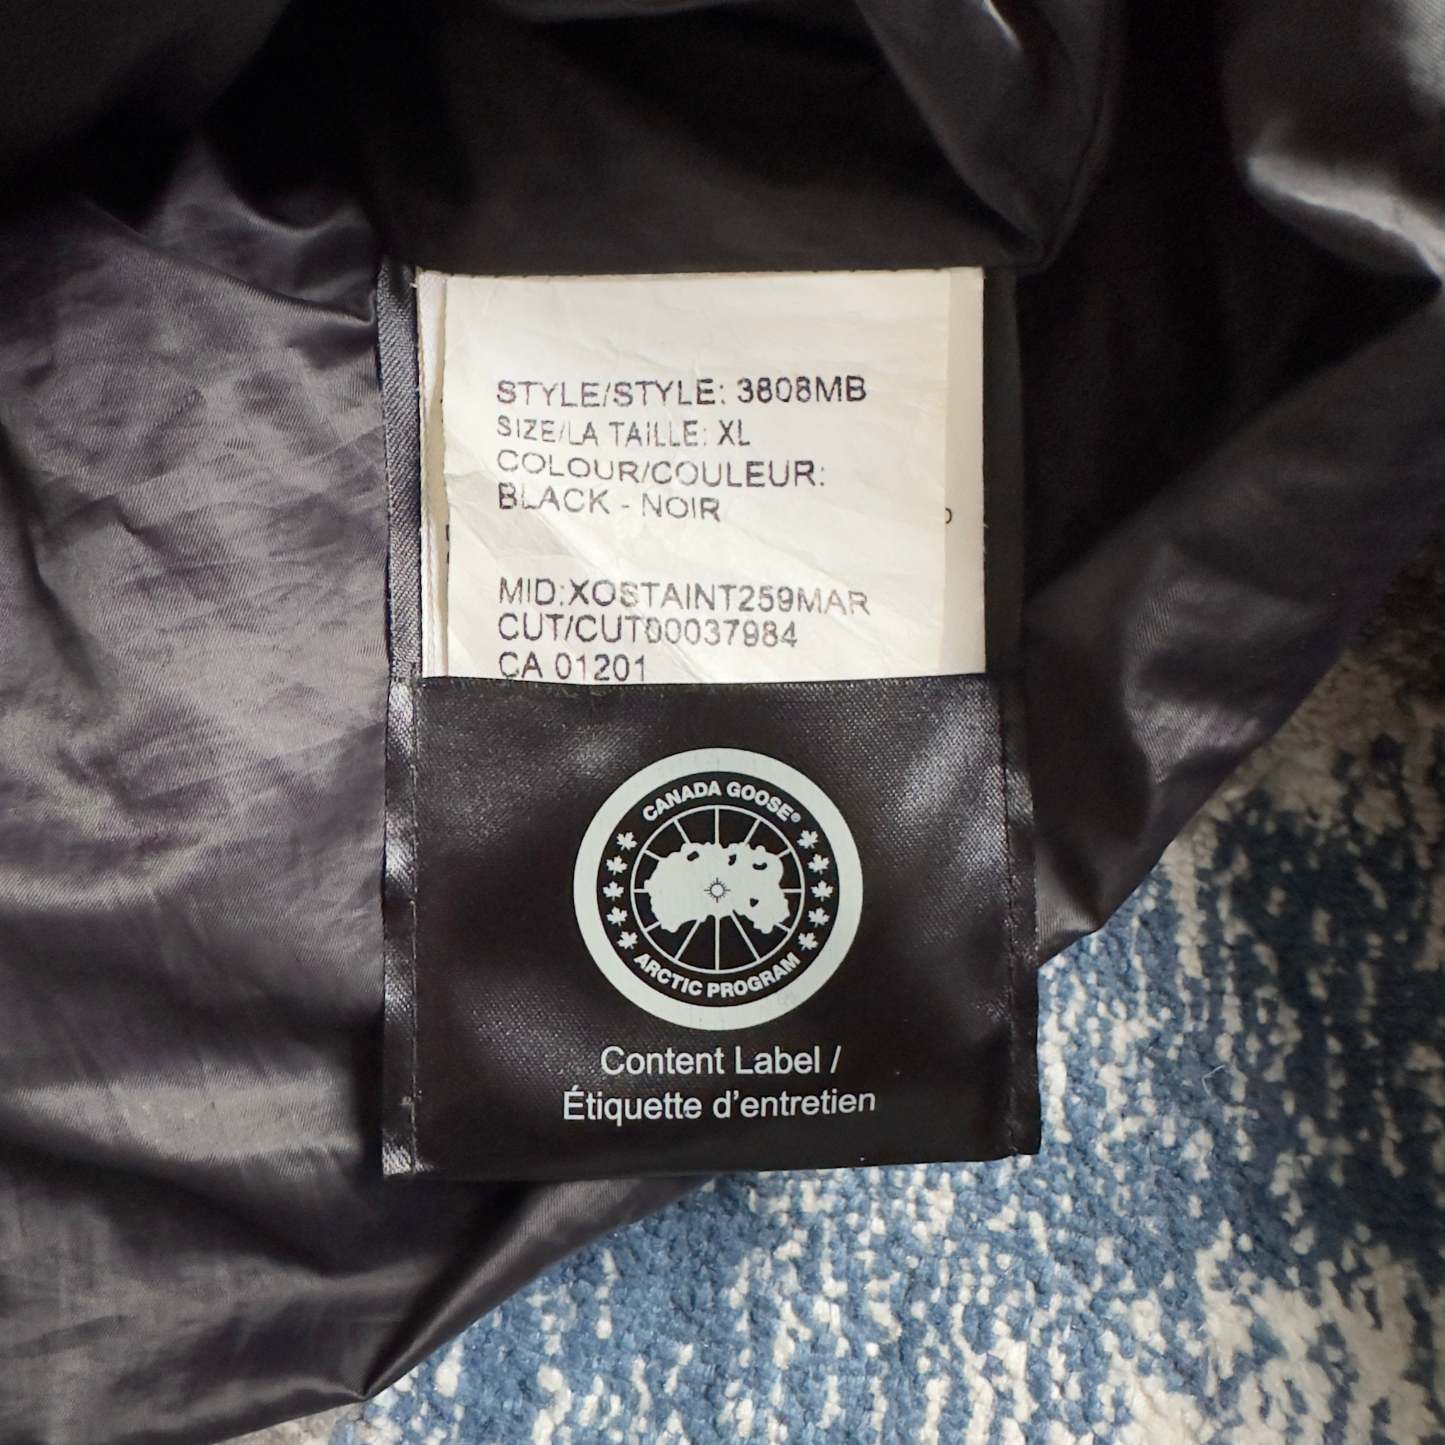 STYLE/STYLE: 3808MB
SIZE/LA TAILLE: XL
COLOUR/COULEUR:
BLACK - NOIR
MID:XOSTAINT259MAR
CUT/CUT00037984
CA 01201
CANADA GOOSE®
ARCTIC PROGRAM
Content Label /
Étiquette d'entretien